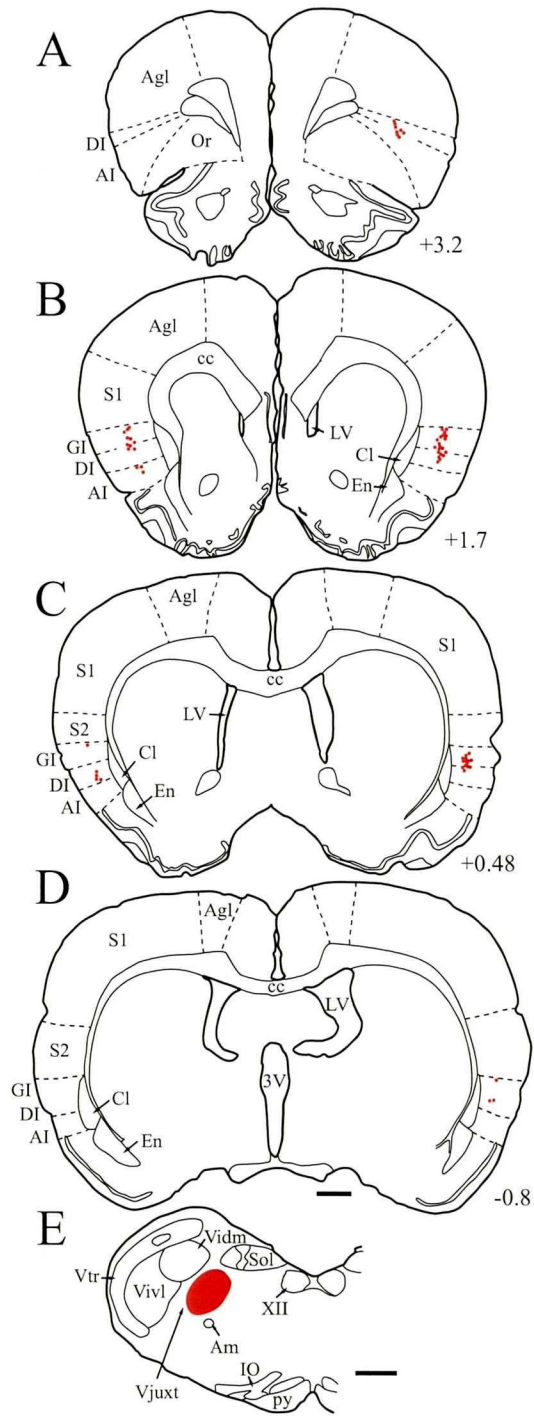 A
Agl
DI
Or
AI
+3.2
B
Agl
cc
S1
LV
GI
Cl
DI
En
AI
+1.7
C
Agl
S1
S1
cc
LV
S2
GI
Cl
DI
En
AI
+0.48
D
Agl
S1
cc
LV
S2
3V
GI
Cl
DI
AI
En
-0.8
E
Vidm
Sol
Vtr
Vivl
XII
Am
IO
Vjuxt
py